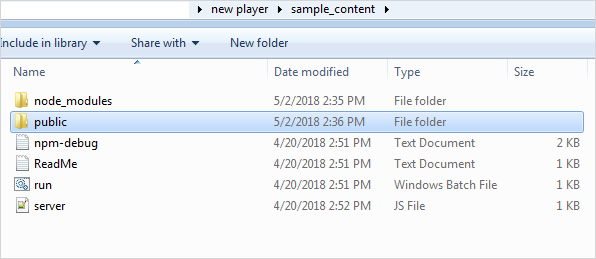 new player sample_content
Include in library Share with New folder
Name Date modified Type Size
node_modules 5/2/2018 2:35 PM File folder
public 5/2/2018 2:36 PM File folder
npm-debug 4/20/2018 2:51 PM Text Document 2 KB
ReadMe 4/20/2018 2:51 PM Text Document 1 KB
run 4/20/2018 2:51 PM Windows Batch File 1 KB
server 4/20/2018 2:52 PM JS File 1 KB